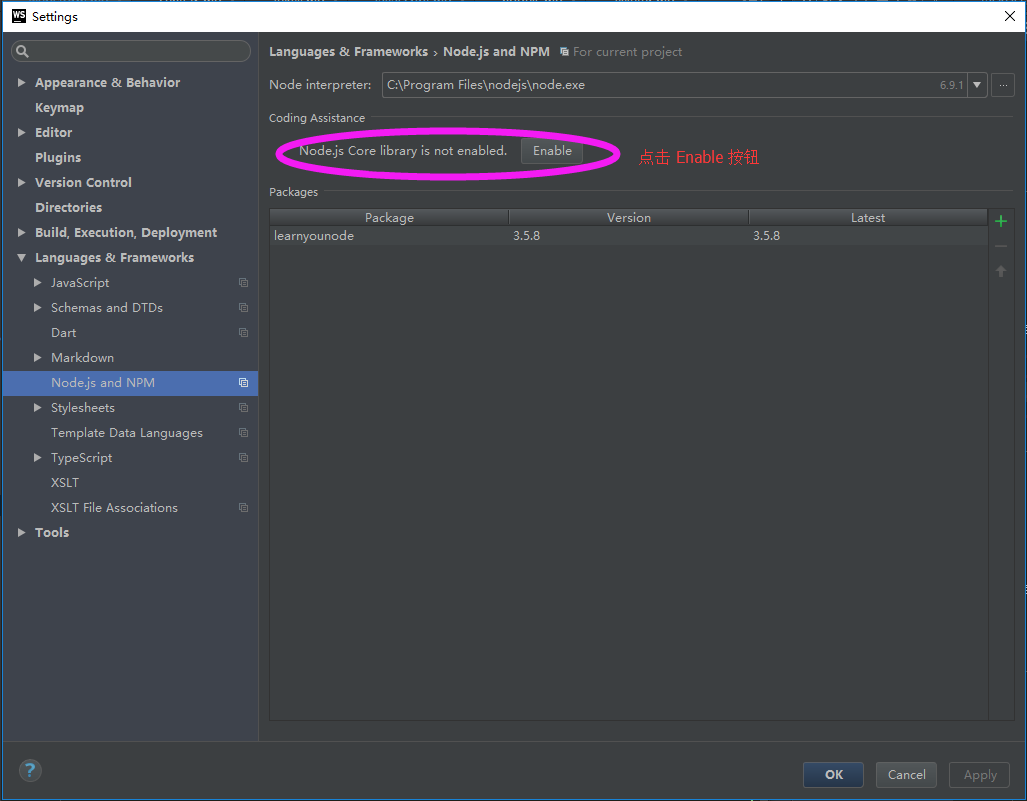 WS Settings
Languages & Frameworks › Node.js and NPM For current project
Node interpreter: C:\Program Files\nodejs\node.exe 6.9.1 ...
Coding Assistance
Node.js Core library is not enabled. Enable 点击 Enable 按钮
Packages
Package Version Latest
learnyounode 3.5.8 3.5.8
Appearance & Behavior
Keymap
Editor
Plugins
Version Control
Directories
Build, Execution, Deployment
Languages & Frameworks
JavaScript
Schemas and DTDs
Dart
Markdown
Node.js and NPM
Stylesheets
Template Data Languages
TypeScript
XSLT
XSLT File Associations
Tools
?
OK Cancel Apply